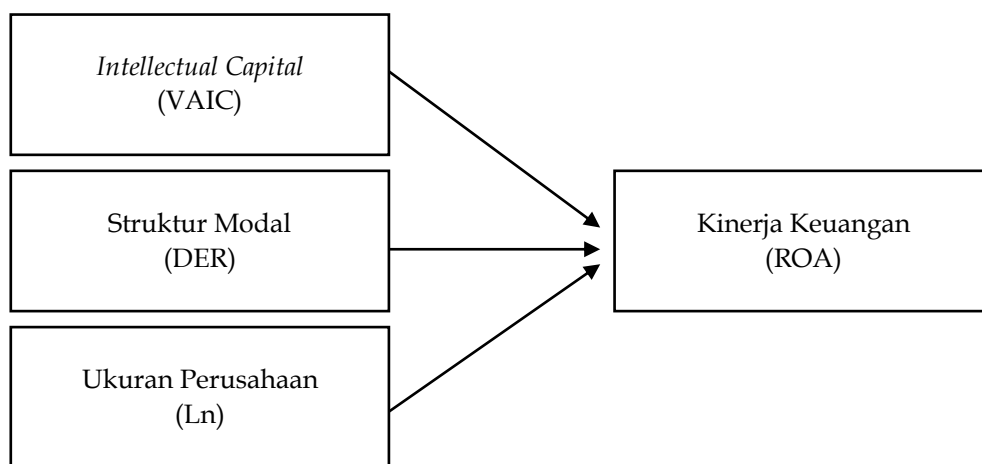 Intellectual Capital
(VAIC)
Struktur Modal
(DER)
Ukuran Perusahaan
(Ln)
Kinerja Keuangan
(ROA)